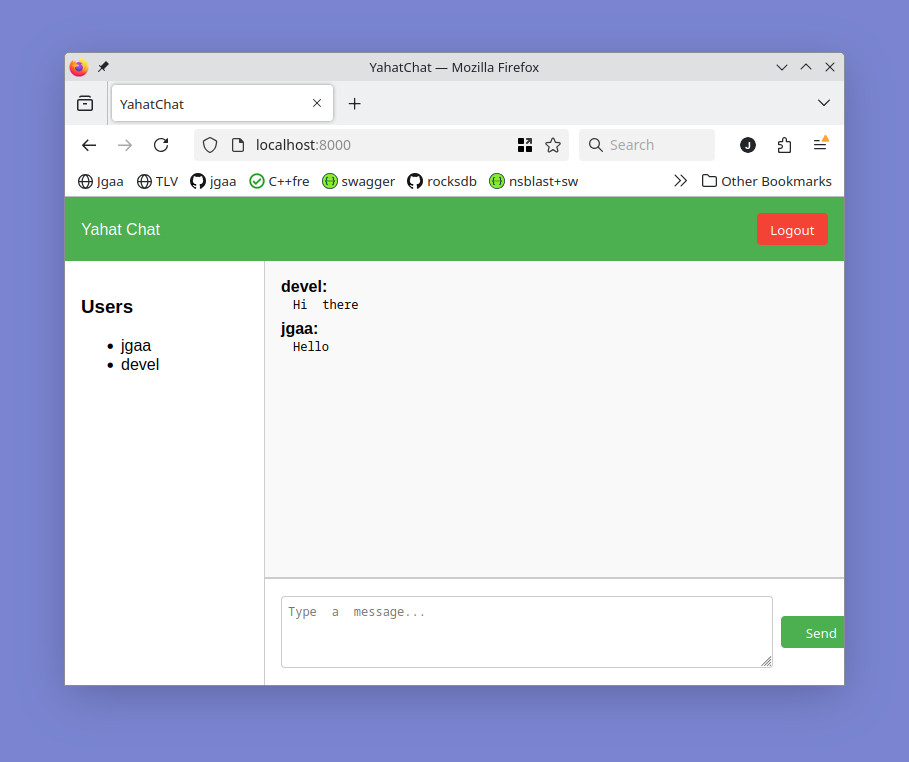 YahatChat — Mozilla Firefox
YahatChat
localhost:8000
Search
J
Jgaa TLV jgaa C++fre swagger rocksdb nsblast+sw Other Bookmarks
Yahat Chat
Logout
Users
jgaa
devel
devel:
Hi there
jgaa:
Hello
Type a message...
Send